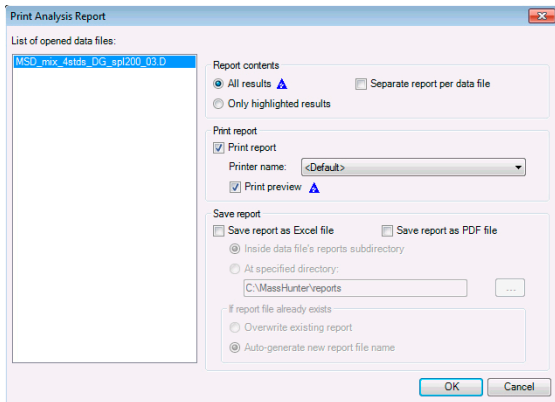 Print Analysis Report
List of opened data files:
MSD_mix_4stds_DG_spl200_03.D
Report contents
All results
Separate report per data file
Only highlighted results
Print report
Print report
Printer name: <Default>
Print preview
Save report
Save report as Excel file
Save report as PDF file
Inside data file's reports subdirectory
At specified directory:
C:\MassHunter\reports
...
If report file already exists
Overwrite existing report
Auto-generate new report file name
OK
Cancel